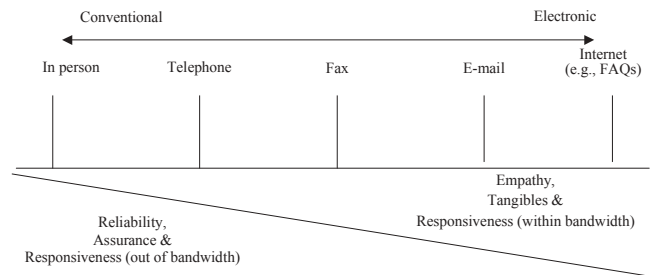 Conventional Electronic
In person Telephone Fax E-mail Internet
(e.g., FAQs)
Empathy,
Tangibles &
Responsiveness (within bandwidth)
Reliability,
Assurance &
Responsiveness (out of bandwidth)